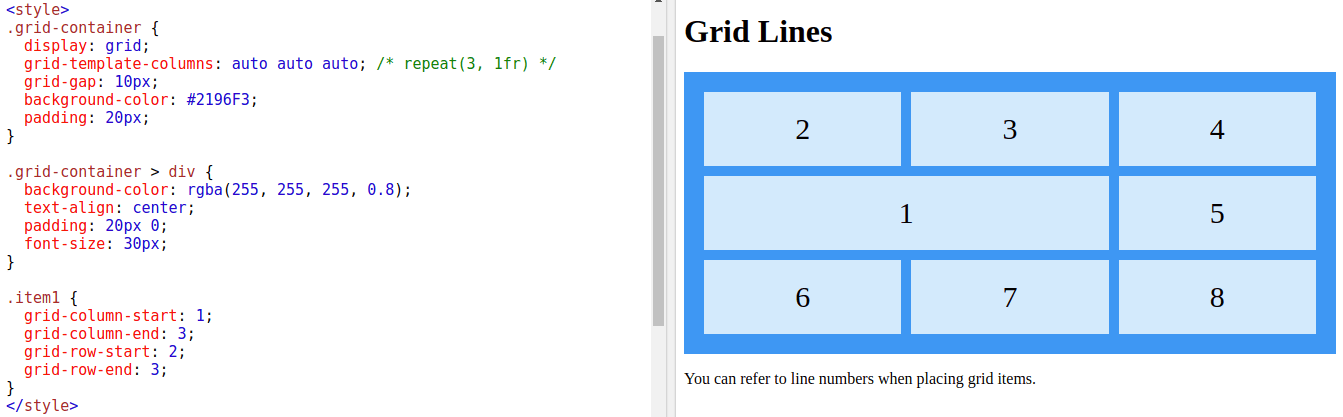 <style>
.grid-container {
  display: grid;
  grid-template-columns: auto auto auto; /* repeat(3, 1fr) */
  grid-gap: 10px;
  background-color: #2196F3;
  padding: 20px;
}

.grid-container > div {
  background-color: rgba(255, 255, 255, 0.8);
  text-align: center;
  padding: 20px 0;
  font-size: 30px;
}

.item1 {
  grid-column-start: 1;
  grid-column-end: 3;
  grid-row-start: 2;
  grid-row-end: 3;
}
</style>
Grid Lines
2 3 4
1 5
6 7 8
You can refer to line numbers when placing grid items.